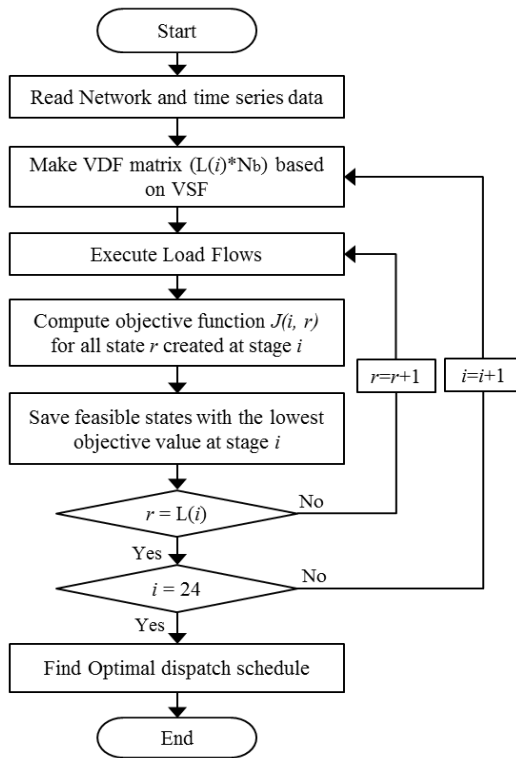 Start
Read Network and time series data
Make VDF matrix (L(i)*Nb) based
on VSF
Execute Load Flows
Compute objective function J(i, r)
for all state r created at stage i
r=r+1
i=i+1
Save feasible states with the lowest
objective value at stage i
No
r = L(i)
Yes
No
i = 24
Yes
Find Optimal dispatch schedule
End